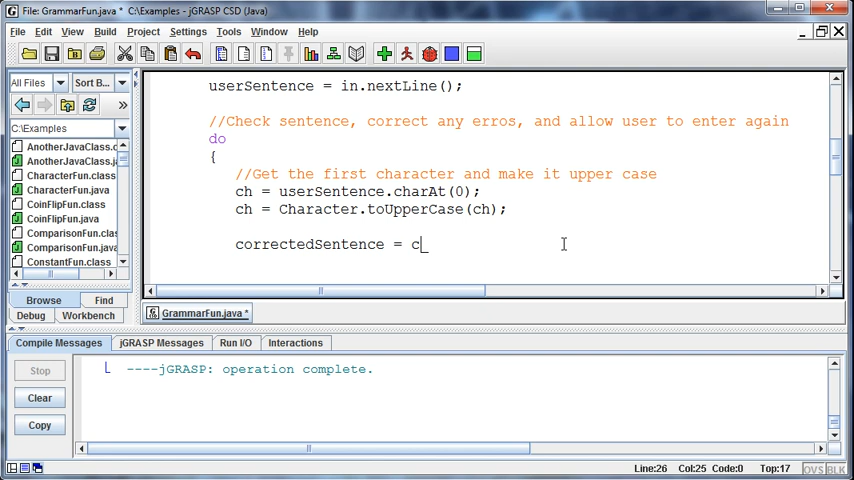 File: GrammarFun.java * C:\Examples - jGRASP CSD (Java)
File Edit View Build Project Settings Tools Window Help
All Files Sort B...
C:\Examples
AnotherJavaClass.c
AnotherJavaClass.ja
CharacterFun.class
CharacterFun.java
CoinFlipFun.class
CoinFlipFun.java
ComparisonFun.cla
ComparisonFun.java
ConstantFun.class
Browse Find
Debug Workbench
userSentence = in.nextLine();
//Check sentence, correct any erros, and allow user to enter again
do
{
//Get the first character and make it upper case
ch = userSentence.charAt(0);
ch = Character.toUpperCase(ch);
correctedSentence = c
GrammarFun.java *
Compile Messages jGRASP Messages Run I/O Interactions
Stop
Clear
Copy
----jGRASP: operation complete.
Line:26 Col:25 Code:0 Top:17 OVS BLK